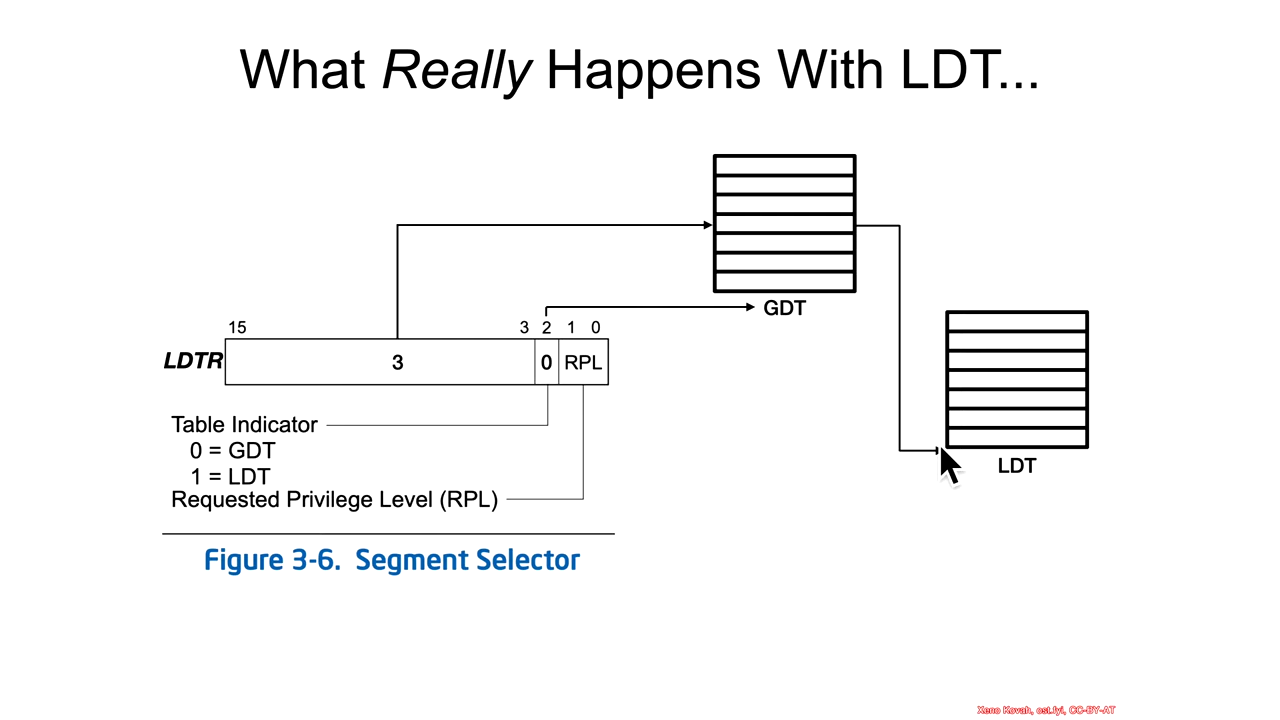 What Really Happens With LDT...
GDT
15 3 2 1 0
LDTR 3 0 RPL
Table Indicator
0 = GDT
1 = LDT
Requested Privilege Level (RPL)
LDT
Figure 3-6. Segment Selector
Xeno Kovah, ost.fyi, CC-BY-AT